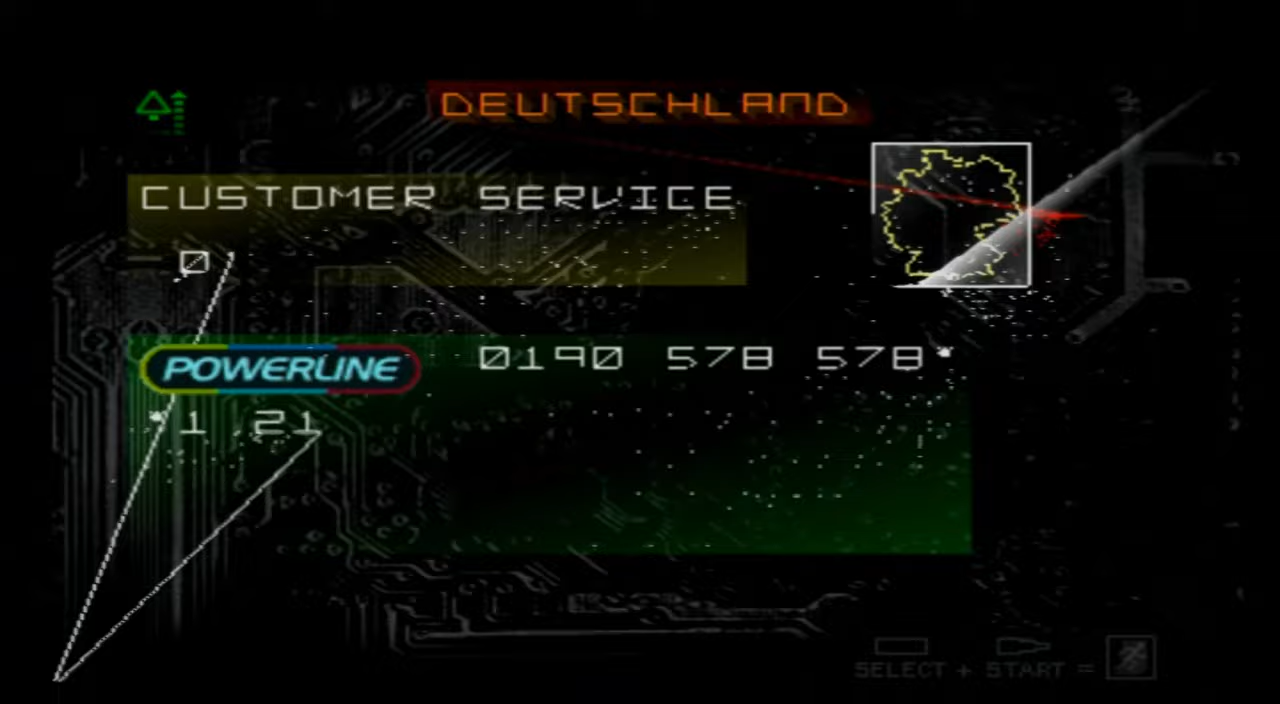 DEUTSCHLAND
CUSTOMER SERVICE
0
POWERLINE 0190 578 578*
*1 21
SELECT + START =